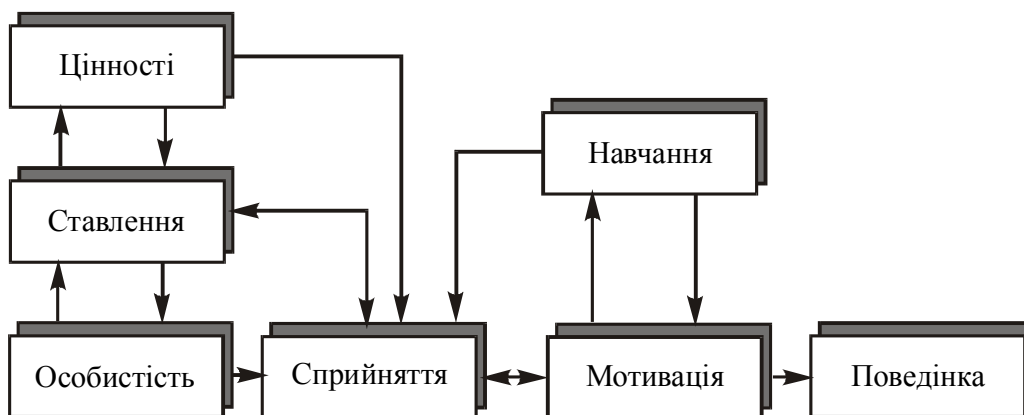 Цінності
Навчання
Ставлення
Особистість
Сприйняття
Мотивація
Поведінка